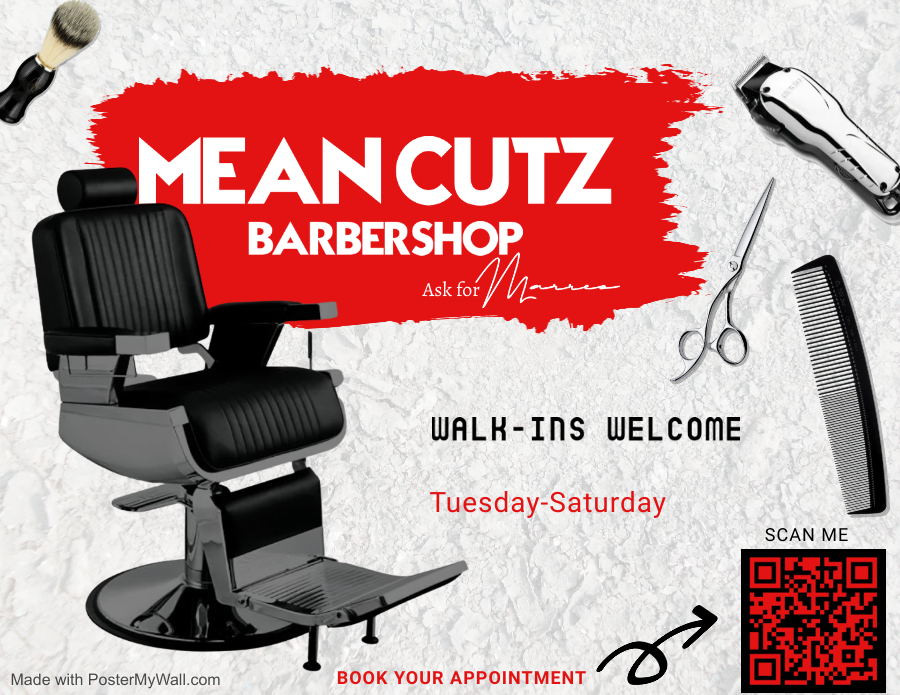 MEAN CUTZ
BARBERSHOP
Ask for Marreo
WALK-INS WELCOME
Tuesday-Saturday
SCAN ME
BOOK YOUR APPOINTMENT
Made with PosterMyWall.com